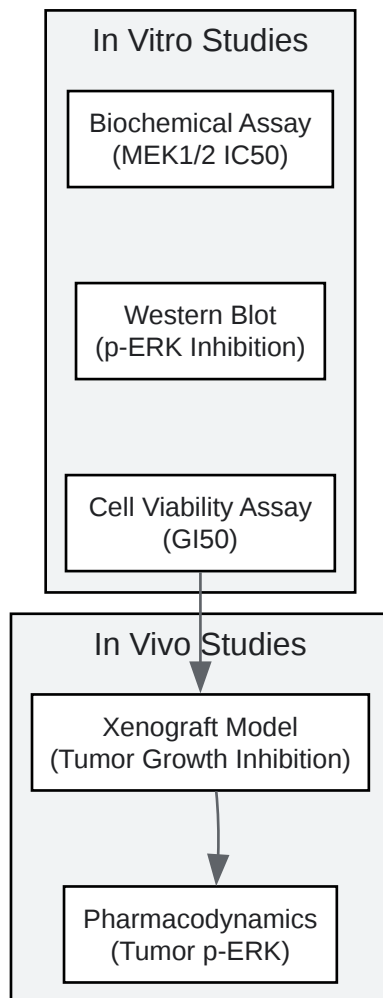 In Vitro Studies
Biochemical Assay
(MEK1/2 IC50)
Western Blot
(p-ERK Inhibition)
Cell Viability Assay
(GI50)
In Vivo Studies
Xenograft Model
(Tumor Growth Inhibition)
Pharmacodynamics
(Tumor p-ERK)